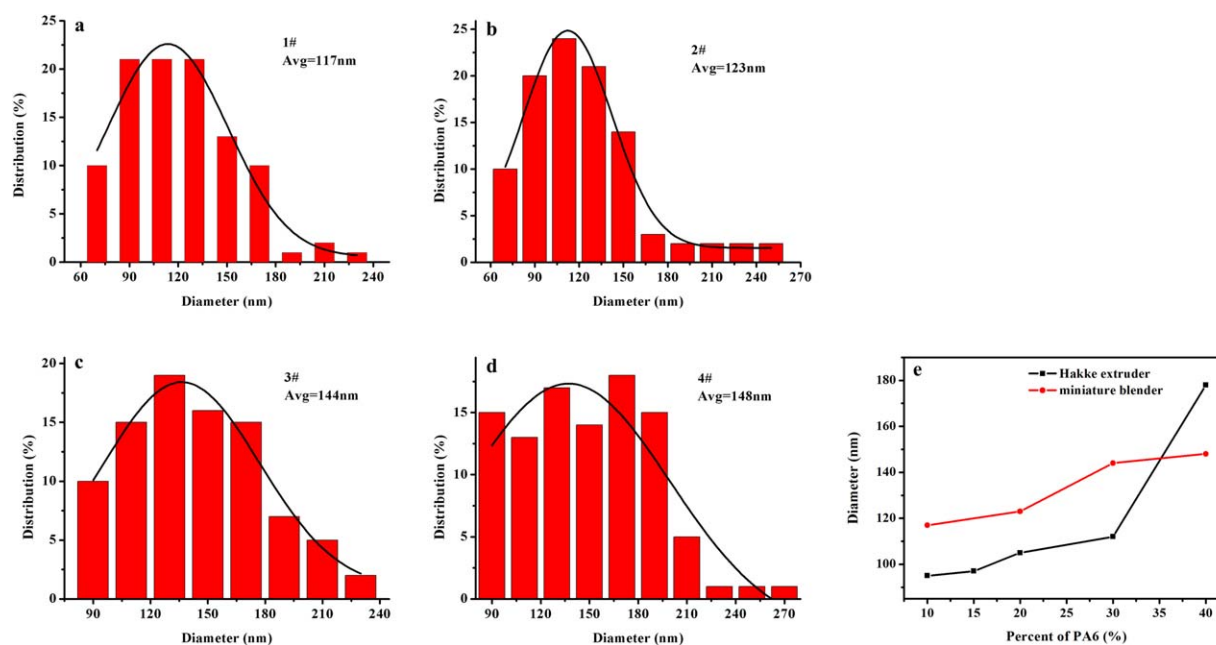 a
1#
Avg=117nm
25
20
15
10
5
0
Distribution (%)
60 90 120 150 180 210 240
Diameter (nm)
b
2#
Avg=123nm
25
20
15
10
5
0
Distribution (%)
60 90 120 150 180 210 240 270
Diameter (nm)
c
3#
Avg=144nm
20
15
10
5
0
Distribution (%)
90 120 150 180 210 240
Diameter (nm)
d
4#
Avg=148nm
20
15
10
5
0
Distribution (%)
90 120 150 180 210 240 270
Diameter (nm)
e
Hakke extruder
miniature blender
180
160
140
120
100
Diameter (nm)
10 15 20 25 30 35 40
Percent of PA6 (%)